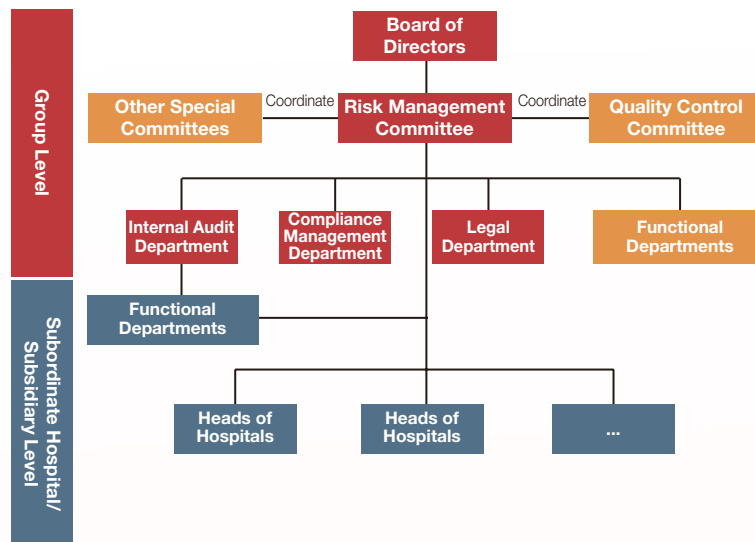 Group Level
Board of
Directors
Other Special
Committees
Coordinate
Risk Management
Committee
Coordinate
Quality Control
Committee
Internal Audit
Department
Compliance
Management
Department
Legal
Department
Functional
Departments
Subordinate Hospital/
Subsidiary Level
Functional
Departments
Heads of
Hospitals
Heads of
Hospitals
...